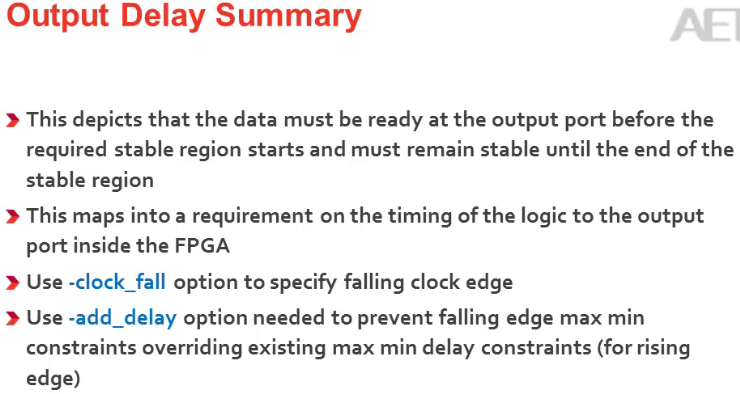 Output Delay Summary
This depicts that the data must be ready at the output port before the
required stable region starts and must remain stable until the end of the
stable region
This maps into a requirement on the timing of the logic to the output
port inside the FPGA
Use -clock_fall option to specify falling clock edge
Use -add_delay option needed to prevent falling edge max min
constraints overriding existing max min delay constraints (for rising
edge)